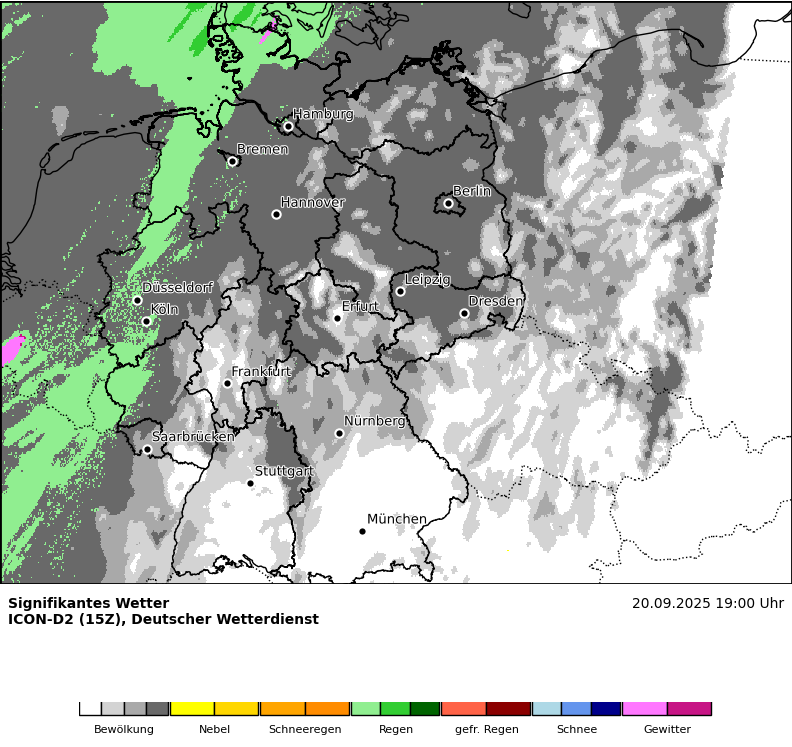 Hamburg
Bremen
Berlin
Hannover
Leipzig
Düsseldorf
Dresden
Köln
Erfurt
Frankfurt
Nürnberg
Saarbrücken
Stuttgart
München
Signifikantes Wetter
20.09.2025 19:00 Uhr
ICON-D2 (15Z), Deutscher Wetterdienst
Bewölkung Nebel Schneeregen Regen gefr. Regen Schnee Gewitter